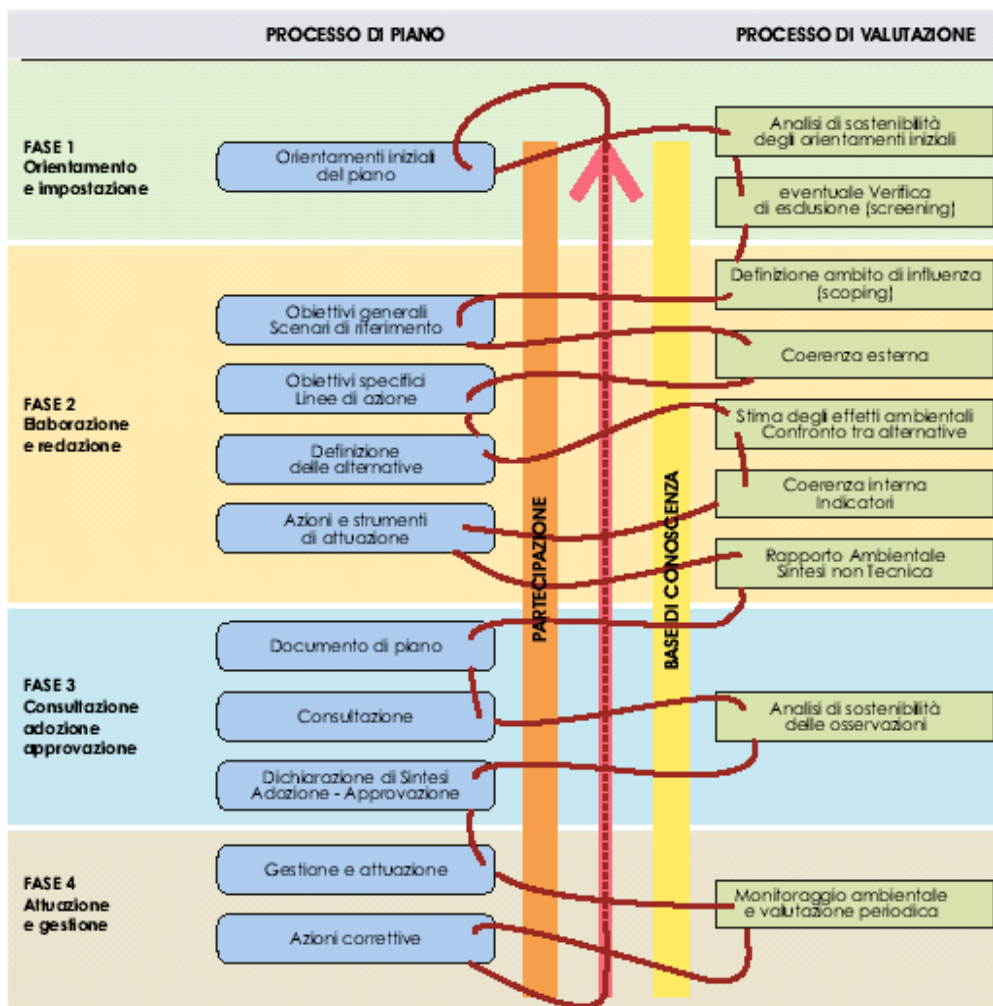 PROCESSO DI PIANO
PROCESSO DI VALUTAZIONE
FASE 1
Orientamento
e impostazione
Orientamenti iniziali
del piano
Analisi di sostenibilità
degli orientamenti iniziali
eventuale Verifica
di esclusione (screening)
FASE 2
Elaborazione
e redazione
Definizione ambito di influenza
(scoping)
Obiettivi generali
Scenari di riferimento
Coerenza esterna
Obiettivi specifici
Linee di azione
Stima degli effetti ambientali
Confronto tra alternative
Definizione
delle alternative
Coerenza interna
Indicatori
Azioni e strumenti
di attuazione
Rapporto Ambientale
Sintesi non Tecnica
PARTECIPAZIONE
BASE DI CONOSCENZA
FASE 3
Consultazione
adozione
approvazione
Documento di piano
Consultazione
Analisi di sostenibilità
delle osservazioni
Dichiarazione di Sintesi
Adozione - Approvazione
FASE 4
Attuazione
e gestione
Gestione e attuazione
Monitoraggio ambientale
e valutazione periodica
Azioni correttive